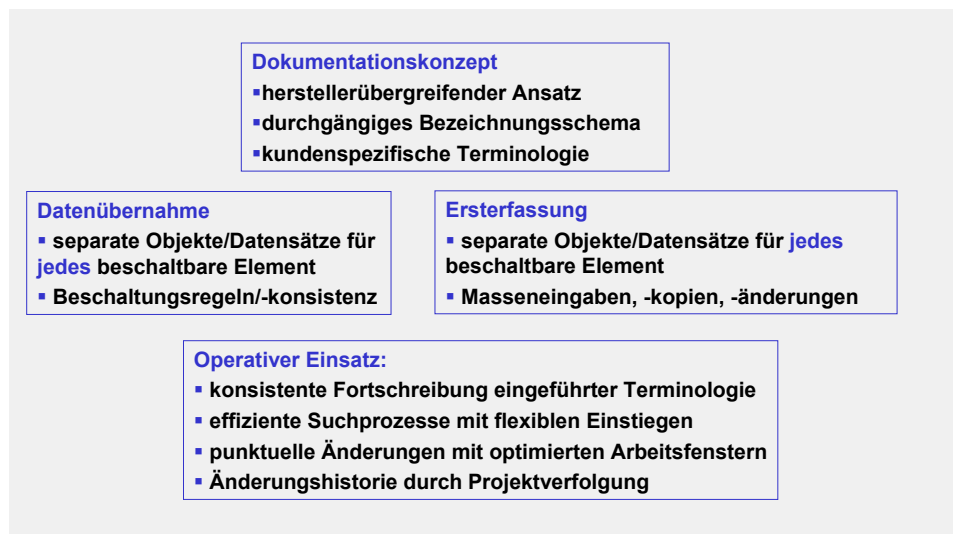 Dokumentationskonzept
▪herstellerübergreifender Ansatz
▪durchgängiges Bezeichnungsschema
▪kundenspezifische Terminologie
Datenübernahme
▪ separate Objekte/Datensätze für
jedes beschaltbare Element
▪ Beschaltungsregeln/-konsistenz
Ersterfassung
▪ separate Objekte/Datensätze für jedes
beschaltbare Element
▪ Masseneingaben, -kopien, -änderungen
Operativer Einsatz:
▪ konsistente Fortschreibung eingeführter Terminologie
▪ effiziente Suchprozesse mit flexiblen Einstiegen
▪ punktuelle Änderungen mit optimierten Arbeitsfenstern
▪ Änderungshistorie durch Projektverfolgung